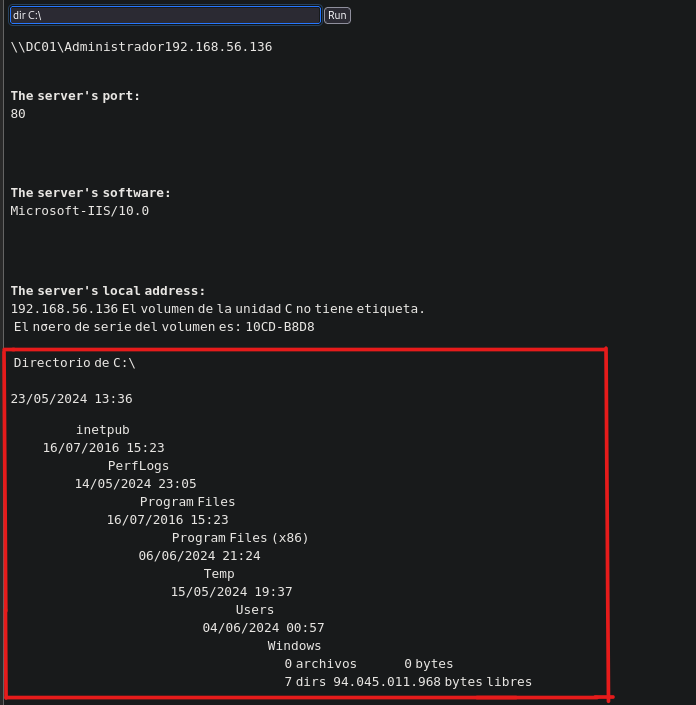 dir C:\ Run
\\DC01\Administrador192.168.56.136
The server's port:
80
The server's software:
Microsoft-IIS/10.0
The server's local address:
192.168.56.136 El volumen de la unidad C no tiene etiqueta.
El nσero de serie del volumen es: 10CD-B8D8
Directorio de C:\
23/05/2024 13:36
inetpub
16/07/2016 15:23
PerfLogs
14/05/2024 23:05
Program Files
16/07/2016 15:23
Program Files (x86)
06/06/2024 21:24
Temp
15/05/2024 19:37
Users
04/06/2024 00:57
Windows
0 archivos 0 bytes
7 dirs 94.045.011.968 bytes libres